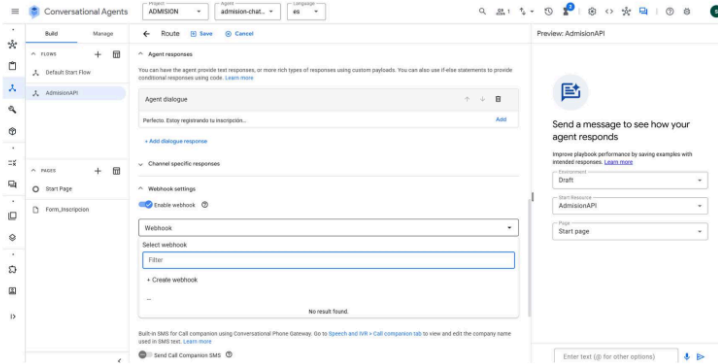 Conversational Agents
Project
ADMISION
Agent
admision-chat...
Language
es
Build
Manage
FLOWS
Default Start Flow
AdmesionAPI
PAGES
Start Page
Form_Inscripcion
Route
Save
Cancel
Agent responses
You can have the agent provide text responses, or more rich types of responses using custom payloads. You can also use if-else statements to provide
conditional responses using code. Learn more
Agent dialogue
Perfecto. Estoy registrando tu inscripción...
Add
+ Add dialogue response
Channel specific responses
Webhook settings
Enable webhook
Webhook
Select webhook
Filter
+ Create webhook
--
No result found.
Built-in SMS for Call companion using Conversational Phone Gateway. Go to Speech and IVR > Call companion tab to view and edit the company name
used in SMS text. Learn more
Send Call Companion SMS
Preview: AdmisionAPI
Send a message to see how your
agent responds
Improve playbook performance by saving examples with
intended responses. Learn more
Environment
Draft
Start Resource
AdmisionAPI
Page
Start page
Enter text (@ for other options)